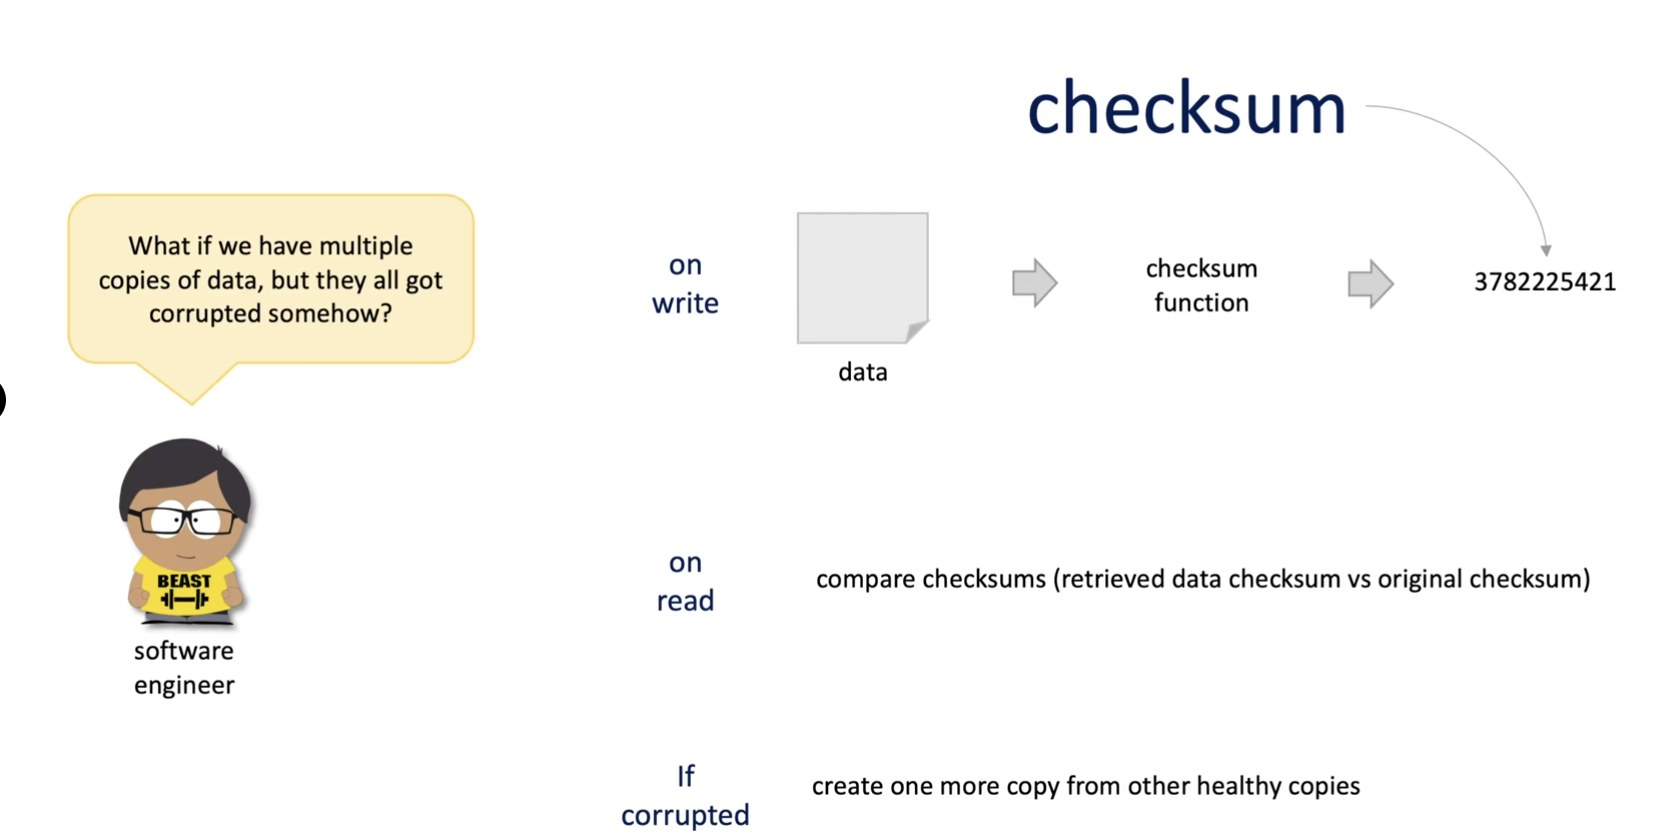 checksum
What if we have multiple
copies of data, but they all got
corrupted somehow?
on
write
data
checksum
function
3782225421
BEAST
software
engineer
on
read
compare checksums (retrieved data checksum vs original checksum)
If
corrupted
create one more copy from other healthy copies